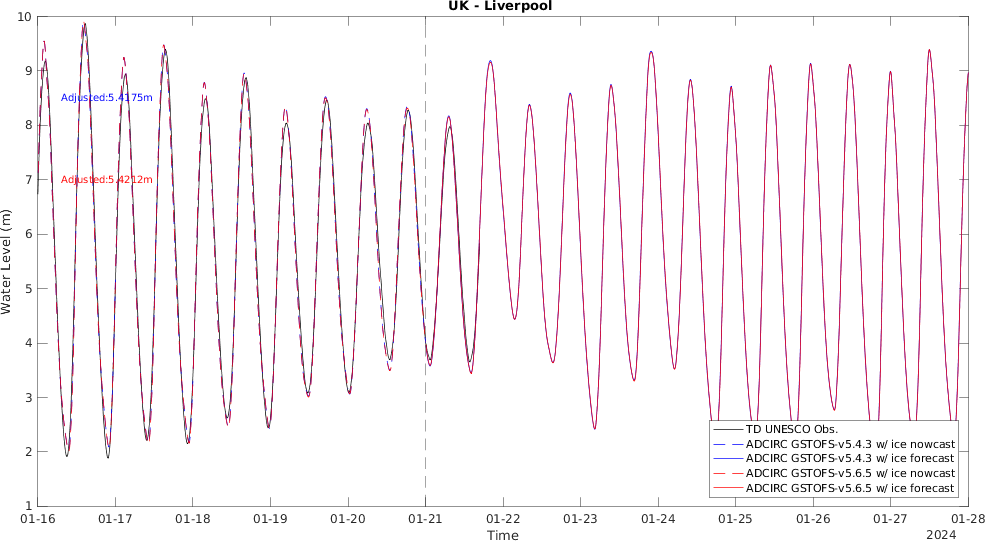 UK - Liverpool
10
9
8
7
6
5
4
3
2
1
Water Level (m)
Adjusted:5.4175m
Adjusted:5.4212m
TD UNESCO Obs.
ADCIRC GSTOFS-v5.4.3 w/ ice nowcast
ADCIRC GSTOFS-v5.4.3 w/ ice forecast
ADCIRC GSTOFS-v5.6.5 w/ ice nowcast
ADCIRC GSTOFS-v5.6.5 w/ ice forecast
01-16 01-17 01-18 01-19 01-20 01-21 01-22 01-23 01-24 01-25 01-26 01-27 01-28
Time
2024